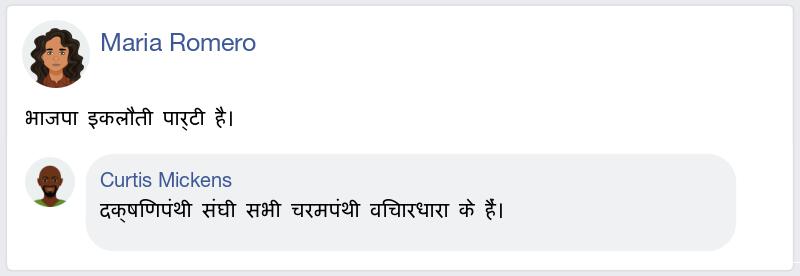 Maria Romero
भाजपा इकलौती पार्टी है।
Curtis Mickens
दक्षिणपंथी संघी सभी चरमपंथी विचारधारा के हैं।